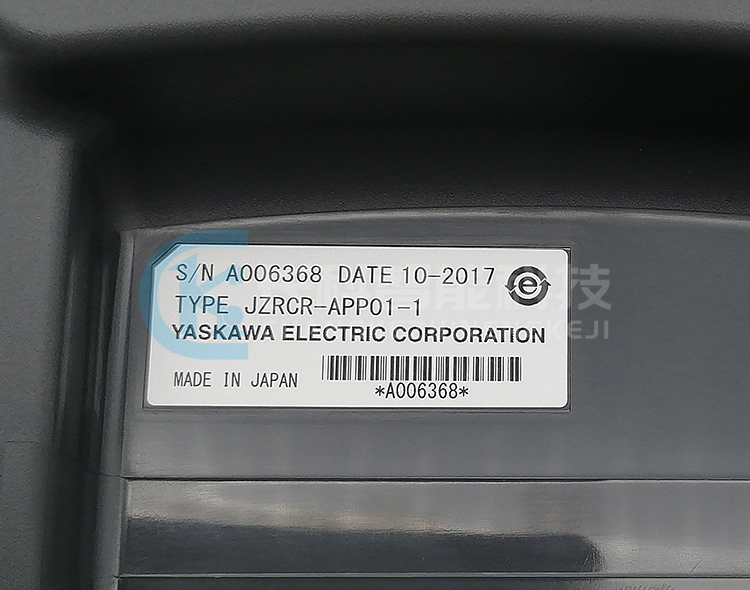 S/N A006368 DATE 10-2017
e
TYPE JZRCR-APP01-1
YASKAWA ELECTRIC CORPORATION
MADE IN JAPAN
*A006368*